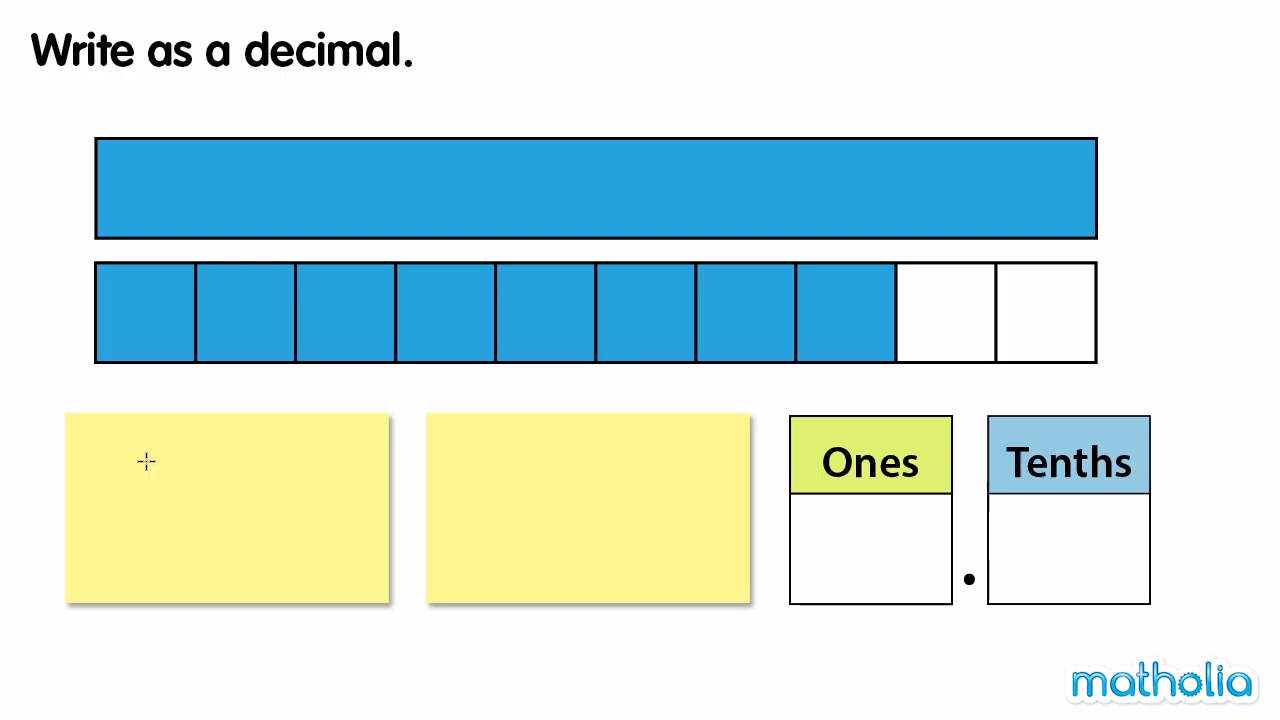 Write as a decimal.
Ones
Tenths
.
matholia